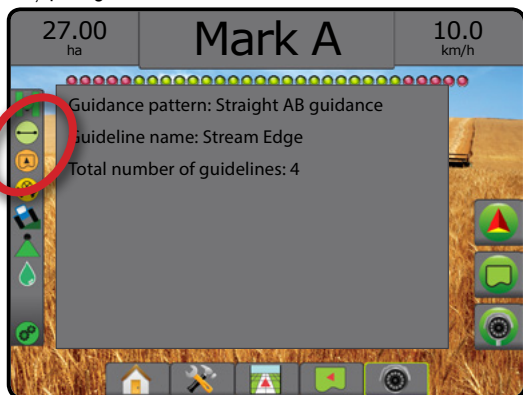 27.00
ha
Mark A
10.0
km/h
Guidance pattern: Straight AB guidance
Guideline name: Stream Edge
Total number of guidelines: 4